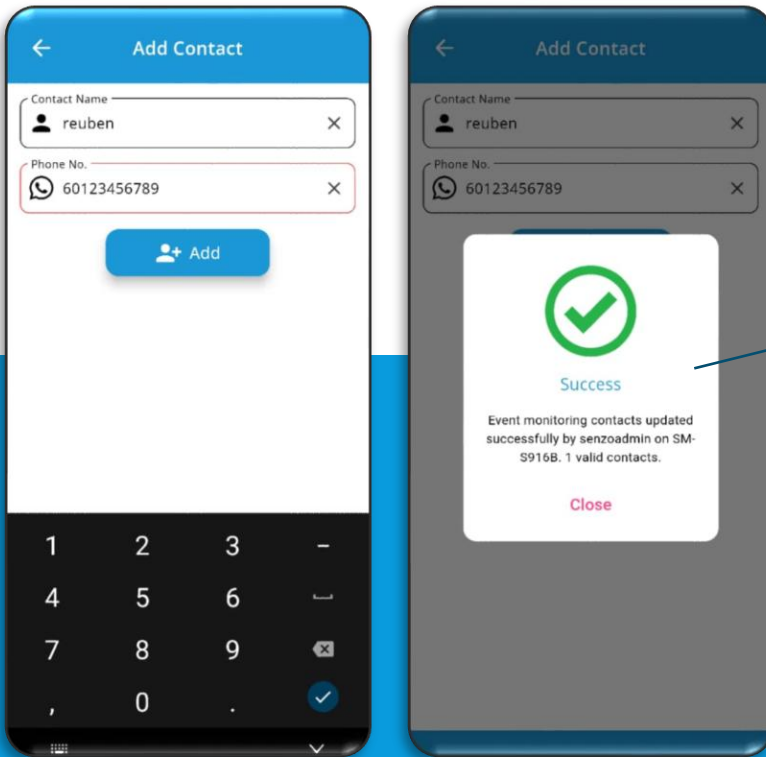 Add Contact
Contact Name
reuben
Phone No.
60123456789
Add
1 2 3 –
4 5 6
7 8 9
, 0 .
Add Contact
Contact Name
reuben
Phone No.
60123456789
Success
Event monitoring contacts updated
successfully by senzoadmin on SM-
S916B. 1 valid contacts.
Close